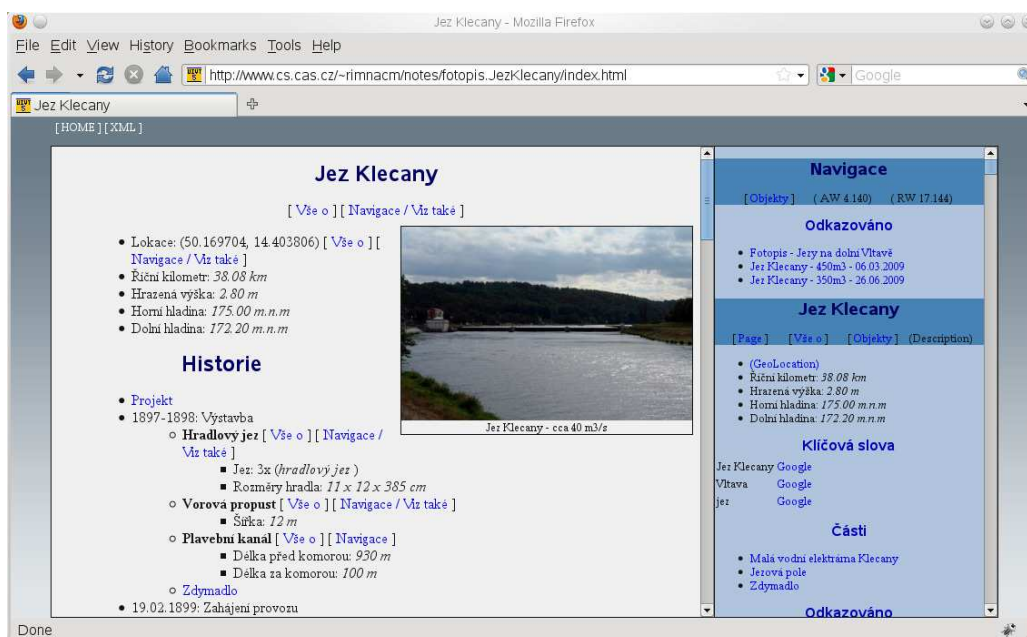 Jez Klecany - Mozilla Firefox
File Edit View History Bookmarks Tools Help
http://www.cs.cas.cz/~rimnacm/notes/fotopis.JezKlecany/index.html
Google
Jez Klecany
[ HOME ] [ XML ]
Jez Klecany
[ Vše o ] [ Navigace / Viz také ]
• Lokace: (50.169704, 14.403806) [ Vše o ] [
Navigace / Viz také ]
• Říční kilometr: 38.08 km
• Hrazená výška: 2.80 m
• Horní hladina: 175.00 m.n.m
• Dolní hladina: 172.20 m.n.m
Jez Klecany - cca 40 m3/s
Historie
• Projekt
• 1897-1898: Výstavba
Hradlový jez [ Vše o ] [ Navigace /
Viz také ]
Jez: 3x (hradlový jez )
Rozměry hradla: 11 x 12 x 385 cm
Vorová propust [ Vše o ] [ Navigace / Viz také ]
Šířka: 12 m
Plavební kanál [ Vše o ] [ Navigace ]
Délka před komorou: 930 m
Délka za komorou: 100 m
Zdymadlo
• 19.02.1899: Zahájení provozu
Navigace
[ Objekty ] ( AW 4.140) ( RW 17.144)
Odkazováno
• Fotopis - Jezy na dolní Vltavě
• Jez Klecany - 450m3 - 06.03.2009
• Jez Klecany - 350m3 - 26.06.2009
Jez Klecany
[ Page ] [ Vše o ] [ Objekty ] (Description)
• (GeoLocation)
• Říční kilometr: 38.08 km
• Hrazená výška: 2.80 m
• Horní hladina: 175.00 m.n.m
• Dolní hladina: 172.20 m.n.m
Klíčová slova
Jez Klecany Google
Vltava Google
jez Google
Části
• Malá vodní elektrárna Klecany
• Jezová pole
• Zdymadlo
Odkazováno
Done